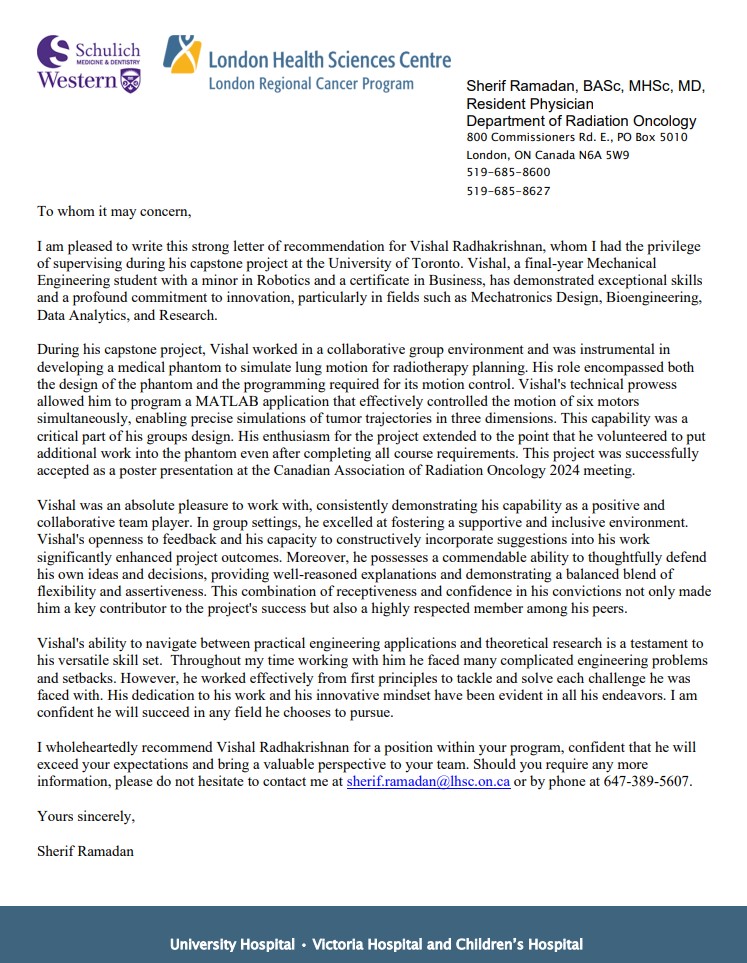 Schulich
MEDICINE & DENTISTRY
Western
London Health Sciences Centre
London Regional Cancer Program
Sherif Ramadan, BASc, MHSc, MD,
Resident Physician
Department of Radiation Oncology
800 Commissioners Rd. E., PO Box 5010
London, ON Canada N6A 5W9
519-685-8600
519-685-8627
To whom it may concern,
I am pleased to write this strong letter of recommendation for Vishal Radhakrishnan, whom I had the privilege
of supervising during his capstone project at the University of Toronto. Vishal, a final-year Mechanical
Engineering student with a minor in Robotics and a certificate in Business, has demonstrated exceptional skills
and a profound commitment to innovation, particularly in fields such as Mechatronics Design, Bioengineering,
Data Analytics, and Research.
During his capstone project, Vishal worked in a collaborative group environment and was instrumental in
developing a medical phantom to simulate lung motion for radiotherapy planning. His role encompassed both
the design of the phantom and the programming required for its motion control. Vishal's technical prowess
allowed him to program a MATLAB application that effectively controlled the motion of six motors
simultaneously, enabling precise simulations of tumor trajectories in three dimensions. This capability was a
critical part of his groups design. His enthusiasm for the project extended to the point that he volunteered to put
additional work into the phantom even after completing all course requirements. This project was successfully
accepted as a poster presentation at the Canadian Association of Radiation Oncology 2024 meeting.
Vishal was an absolute pleasure to work with, consistently demonstrating his capability as a positive and
collaborative team player. In group settings, he excelled at fostering a supportive and inclusive environment.
Vishal's openness to feedback and his capacity to constructively incorporate suggestions into his work
significantly enhanced project outcomes. Moreover, he possesses a commendable ability to thoughtfully defend
his own ideas and decisions, providing well-reasoned explanations and demonstrating a balanced blend of
flexibility and assertiveness. This combination of receptiveness and confidence in his convictions not only made
him a key contributor to the project's success but also a highly respected member among his peers.
Vishal's ability to navigate between practical engineering applications and theoretical research is a testament to
his versatile skill set.  Throughout my time working with him he faced many complicated engineering problems
and setbacks. However, he worked effectively from first principles to tackle and solve each challenge he was
faced with. His dedication to his work and his innovative mindset have been evident in all his endeavors. I am
confident he will succeed in any field he chooses to pursue.
I wholeheartedly recommend Vishal Radhakrishnan for a position within your program, confident that he will
exceed your expectations and bring a valuable perspective to your team. Should you require any more
information, please do not hesitate to contact me at sherif.ramadan@lhsc.on.ca or by phone at 647-389-5607.
Yours sincerely,
Sherif Ramadan
University Hospital • Victoria Hospital and Children's Hospital